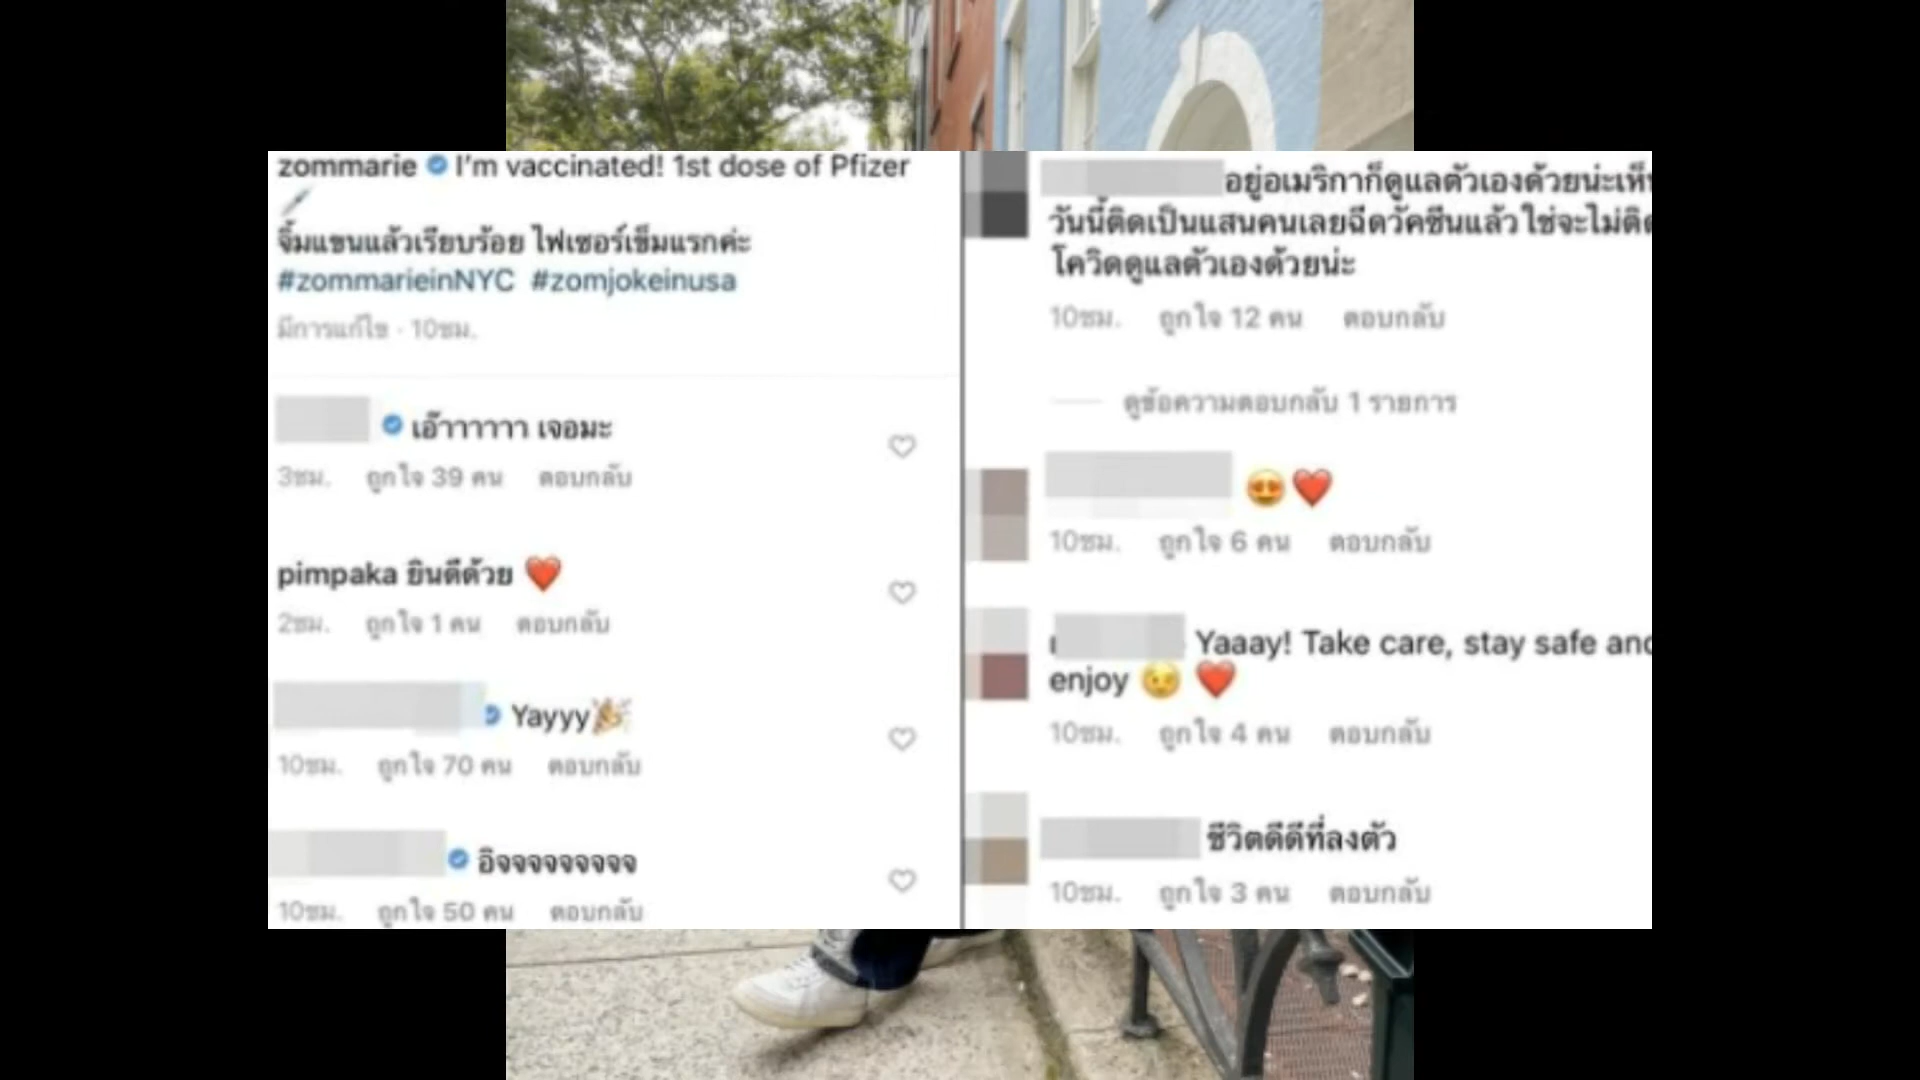 zommarie I'm vaccinated! 1st dose of Pfizer
จิ้มแขนแล้วเรียบร้อย ไฟเซอร์เข็มแรกค่ะ
#zommarieinNYC #zomjokeinusa
มีการแก้ไข · 10ชม.
เอ๊าาาาาาา เจอมะ
3ชม. ถูกใจ 39 คน ตอบกลับ
pimpaka ยินดีด้วย ❤️
2ชม. ถูกใจ 1 คน ตอบกลับ
Yayyy🎉
10ชม. ถูกใจ 70 คน ตอบกลับ
อิจจจจจจจจจจ
10ชม. ถูกใจ 50 คน ตอบกลับ
อยู่อเมริกาก็ดูแลตัวเองด้วยน่ะเห็น
วันนี้ติดเป็นแสนคนเลยฉีดวัคซีนแล้วใช่จะไม่ติด
โควิดดูแลตัวเองด้วยน่ะ
10ชม. ถูกใจ 12 คน ตอบกลับ
ดูข้อความตอบกลับ 1 รายการ
😍❤️
10ชม. ถูกใจ 6 คน ตอบกลับ
Yaaay! Take care, stay safe and
enjoy 😉 ❤️
10ชม. ถูกใจ 4 คน ตอบกลับ
ชีวิตดีดีที่ลงตัว
10ชม. ถูกใจ 3 คน ตอบกลับ